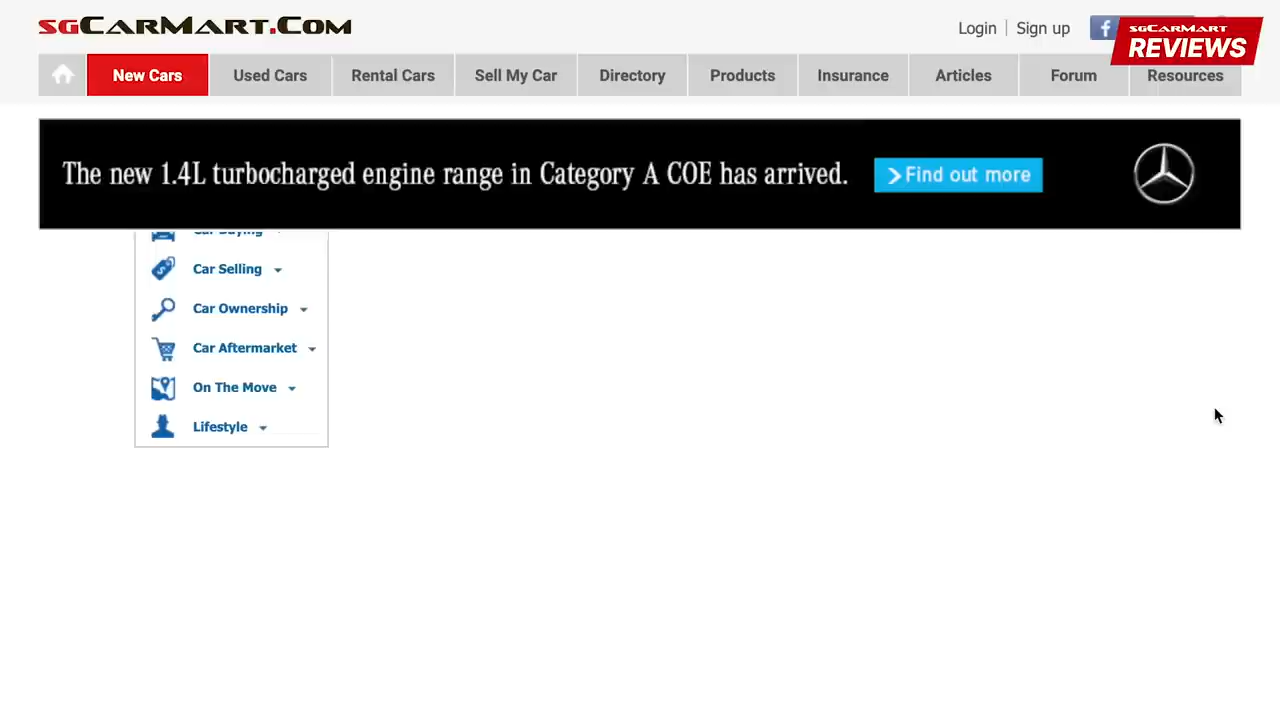 sgCarMart.Com
Login
Sign up
sgCarMart
REVIEWS
New Cars
Used Cars
Rental Cars
Sell My Car
Directory
Products
Insurance
Articles
Forum
Resources
The new 1.4L turbocharged engine range in Category A COE has arrived.
Find out more
Car Buying
Car Selling
Car Ownership
Car Aftermarket
On The Move
Lifestyle